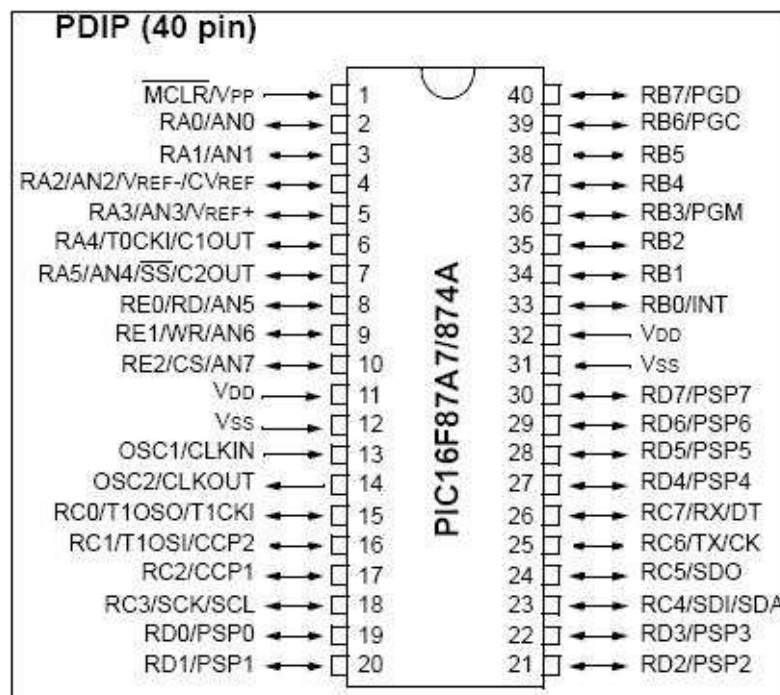 PDIP (40 pin)
MCLR/VPP 1 40 RB7/PGD
RA0/AN0 2 39 RB6/PGC
RA1/AN1 3 38 RB5
RA2/AN2/VREF-/CVREF 4 37 RB4
RA3/AN3/VREF+ 5 36 RB3/PGM
RA4/T0CKI/C1OUT 6 35 RB2
RA5/AN4/SS/C2OUT 7 34 RB1
RE0/RD/AN5 8 33 RB0/INT
RE1/WR/AN6 9 32 VDD
RE2/CS/AN7 10 31 VSS
VDD 11 30 RD7/PSP7
VSS 12 29 RD6/PSP6
OSC1/CLKIN 13 28 RD5/PSP5
OSC2/CLKOUT 14 27 RD4/PSP4
RC0/T1OSO/T1CKI 15 26 RC7/RX/DT
RC1/T1OSI/CCP2 16 25 RC6/TX/CK
RC2/CCP1 17 24 RC5/SDO
RC3/SCK/SCL 18 23 RC4/SDI/SDA
RD0/PSP0 19 22 RD3/PSP3
RD1/PSP1 20 21 RD2/PSP2
PIC16F87A7/874A